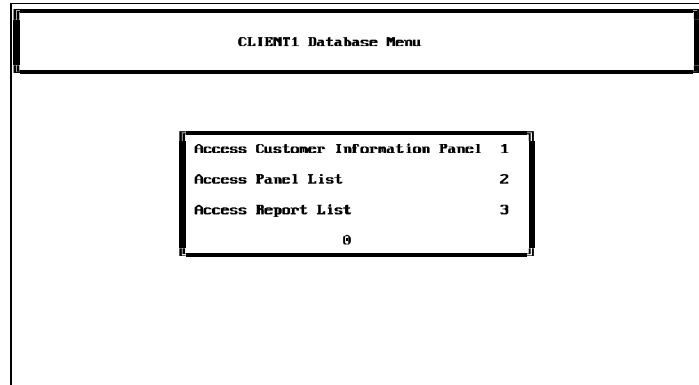 CLIENT1 Database Menu
Access Customer Information Panel 1
Access Panel List 2
Access Report List 3
0